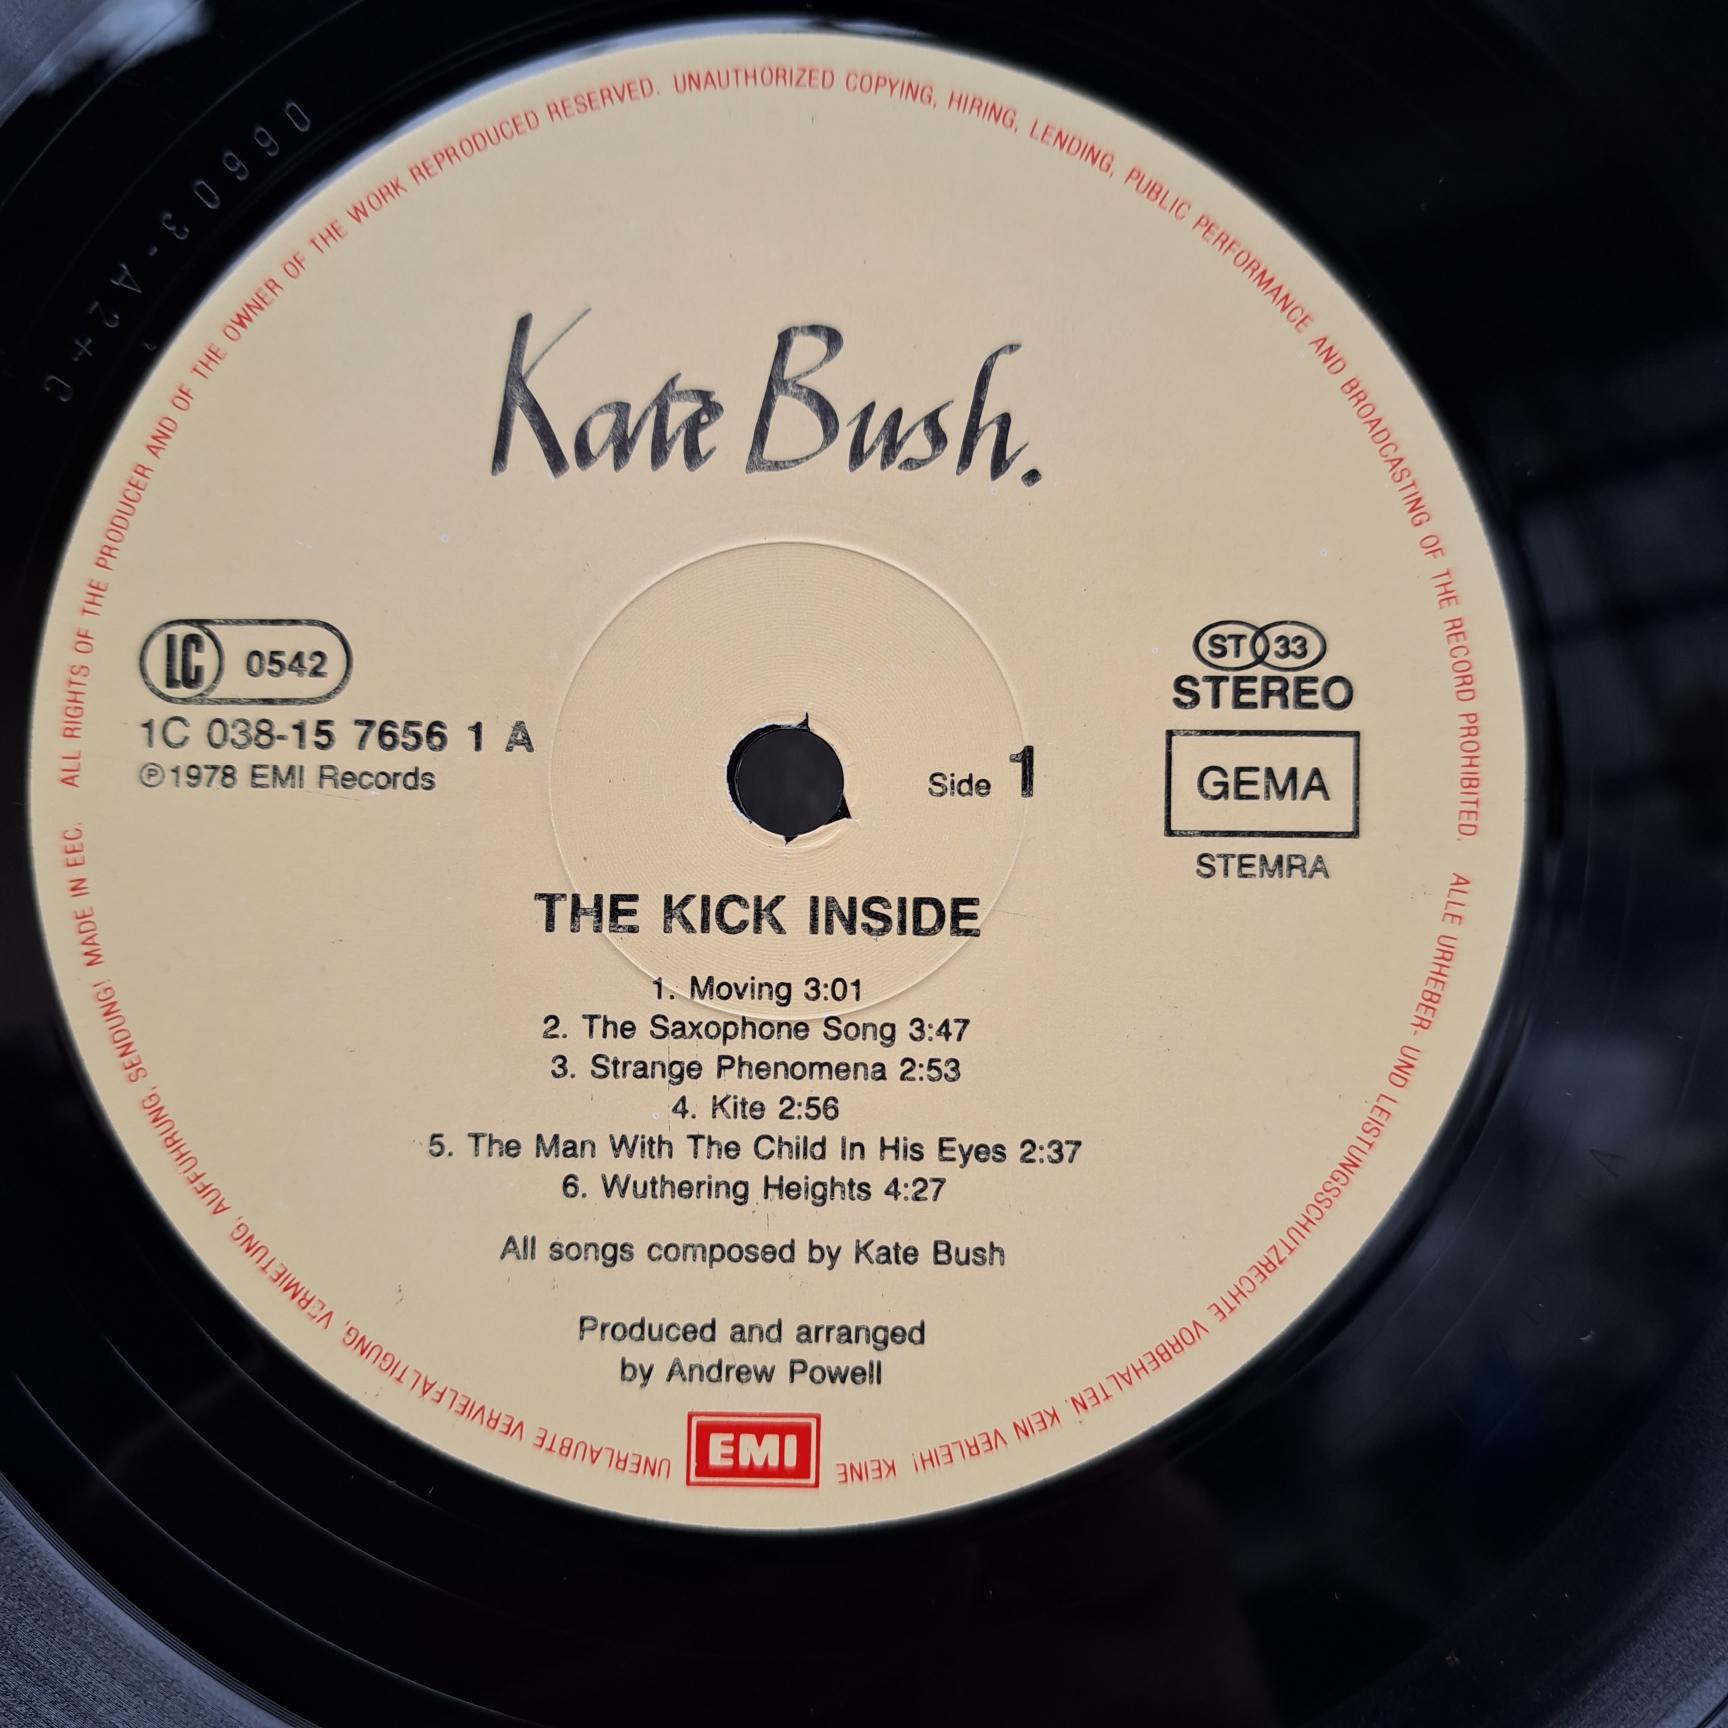 ALL RIGHTS OF THE PRODUCER AND OF THE OWNER OF THE WORK REPRODUCED RESERVED. UNAUTHORIZED COPYING, HIRING, LENDING, PUBLIC PERFORMANCE AND BROADCASTING OF THE RECORD PROHIBITED.
ALLE URHEBER- UND LEISTUNGSSCHUTZRECHTE VORBEHALTEN. KEIN VERLEIH! KEINE UNERLAUBTE VERVIELFÄLTIGUNG, VERMIETUNG, AUFFÜHRUNG, SENDUNG! MADE IN EEC.
Kate Bush.
LC 0542
1C 038-15 7656 1 A
℗1978 EMI Records
Side 1
ST 33
STEREO
GEMA
STEMRA
THE KICK INSIDE
1. Moving 3:01
2. The Saxophone Song 3:47
3. Strange Phenomena 2:53
4. Kite 2:56
5. The Man With The Child In His Eyes 2:37
6. Wuthering Heights 4:27
All songs composed by Kate Bush
Produced and arranged
by Andrew Powell
EMI